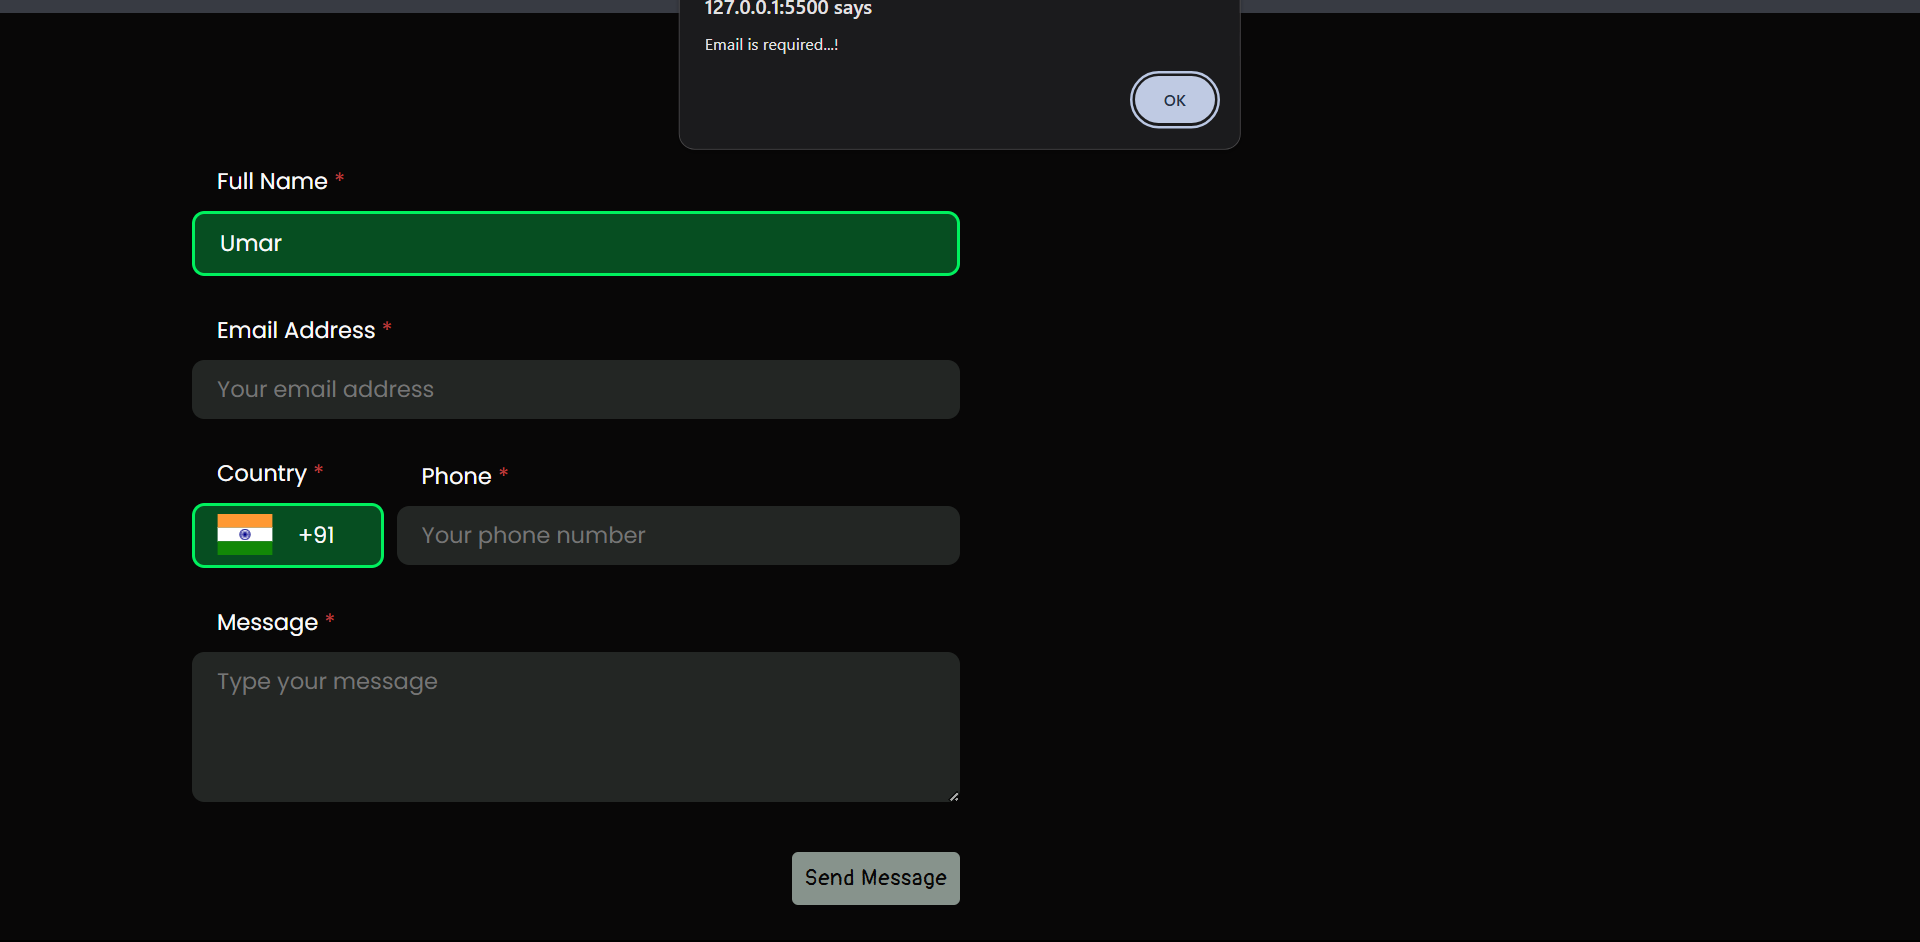 127.0.0.1:5500 says
Email is required...!
OK
Full Name *
Umar
Email Address *
Your email address
Country *
Phone *
+91
Your phone number
Message *
Type your message
Send Message